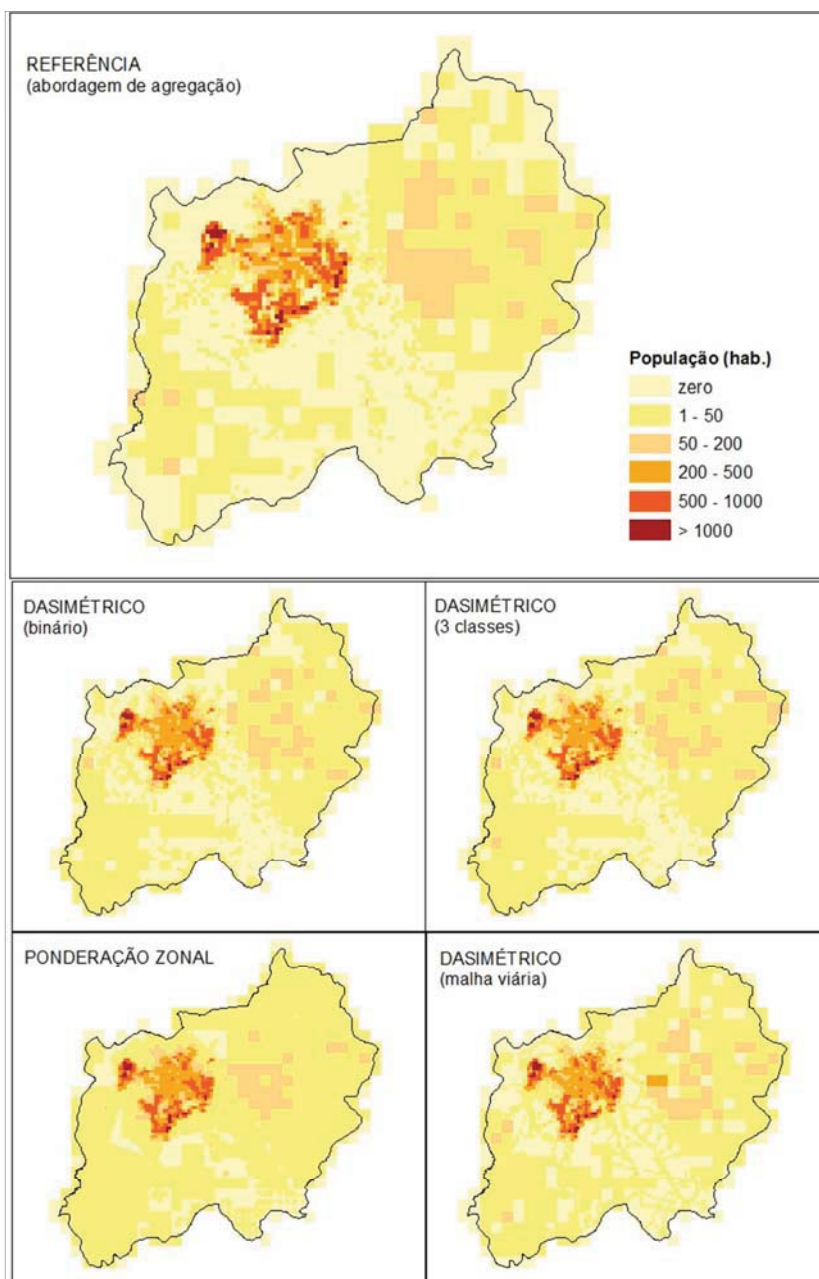 REFERÊNCIA
(abordagem de agregação)
População (hab.)
zero
1 - 50
50 - 200
200 - 500
500 - 1000
> 1000
DASIMÉTRICO
(binário)
DASIMÉTRICO
(3 classes)
PONDERAÇÃO ZONAL
DASIMÉTRICO
(malha viária)